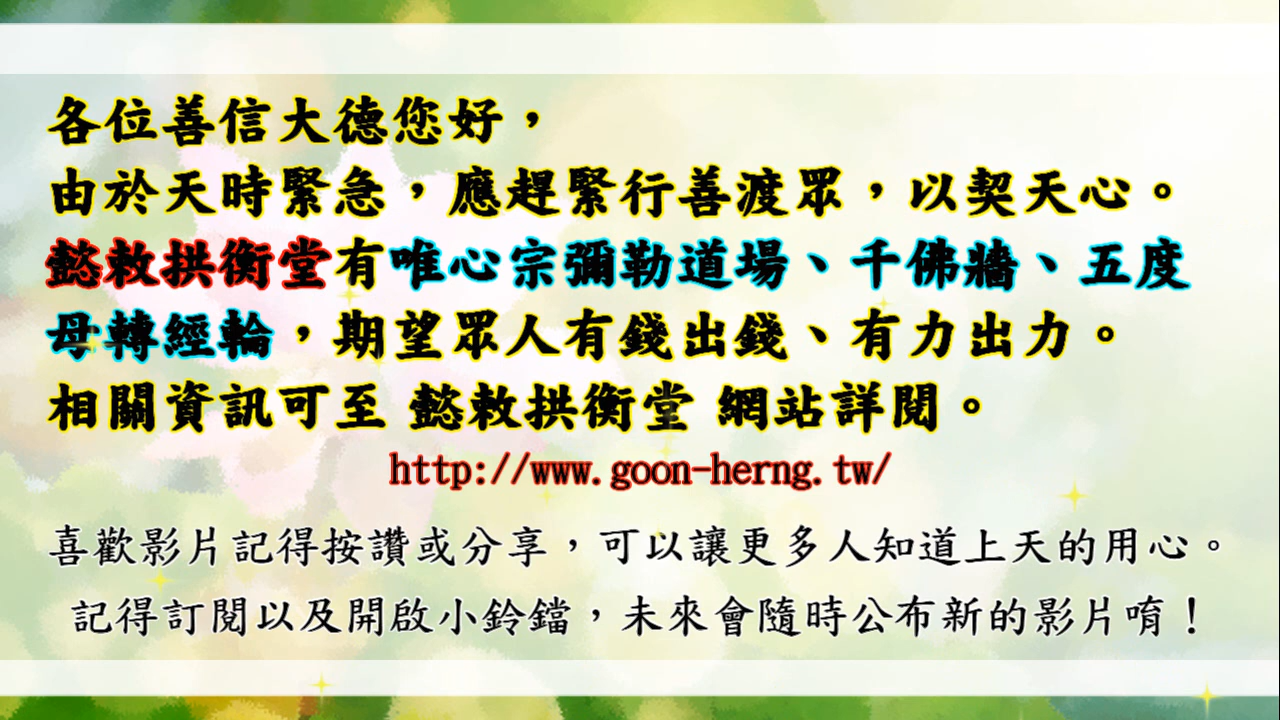 各位善信大德您好，
由於天時緊急，應趕緊行善渡眾，以契天心。
懿敕拱衡堂有唯心宗彌勒道場、千佛牆、五度
母轉經輪，期望眾人有錢出錢、有力出力。
相關資訊可至 懿敕拱衡堂 網站詳閱。
http://www.goon-herng.tw/
喜歡影片記得按讚或分享，可以讓更多人知道上天的用心。
記得訂閱以及開啟小鈴鐺，未來會隨時公布新的影片唷！